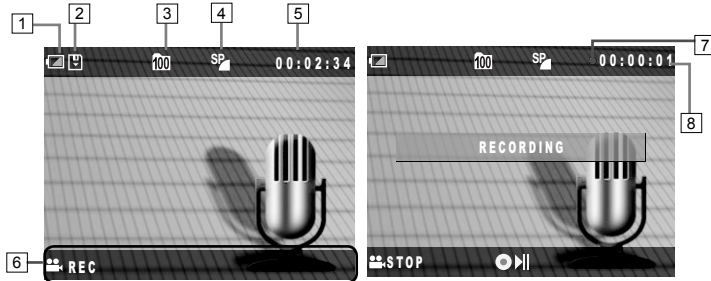 1 2 3 4 5
7
100 SP 00:02:34
100 SP 00:00:01
8
RECORDING
6 REC
STOP